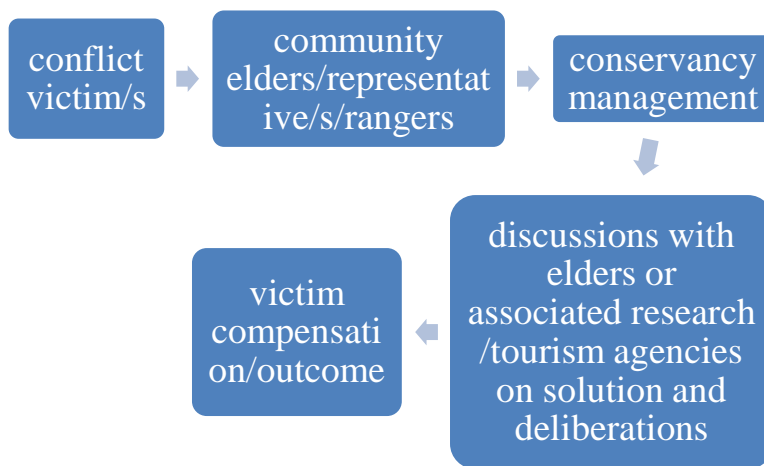 conflict
victim/s
community
elders/representat
ive/s/rangers
conservancy
management
discussions with
elders or
associated research
/tourism agencies
on solution and
deliberations
victim
compensati
on/outcome